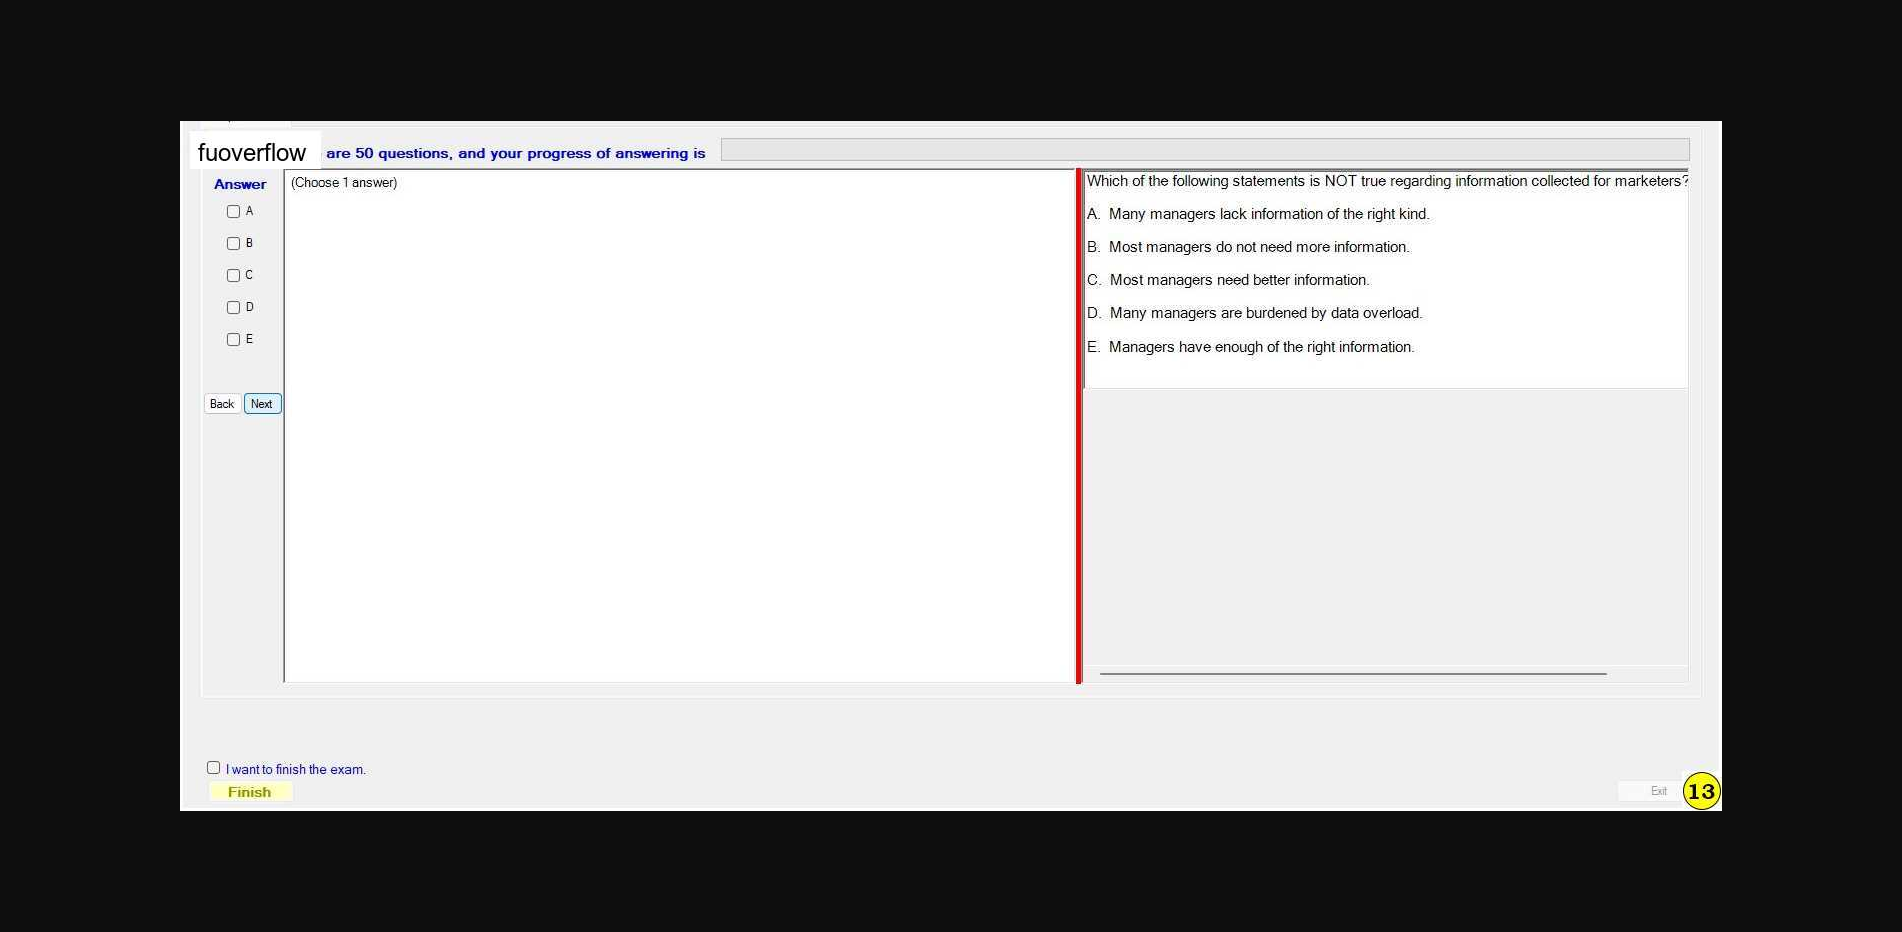 fuoverflow are 50 questions, and your progress of answering is
Answer
A
B
C
D
E
Back Next
(Choose 1 answer)
Which of the following statements is NOT true regarding information collected for marketers?
A. Many managers lack information of the right kind.
B. Most managers do not need more information.
C. Most managers need better information.
D. Many managers are burdened by data overload.
E. Managers have enough of the right information.
I want to finish the exam.
Finish
Exit
13